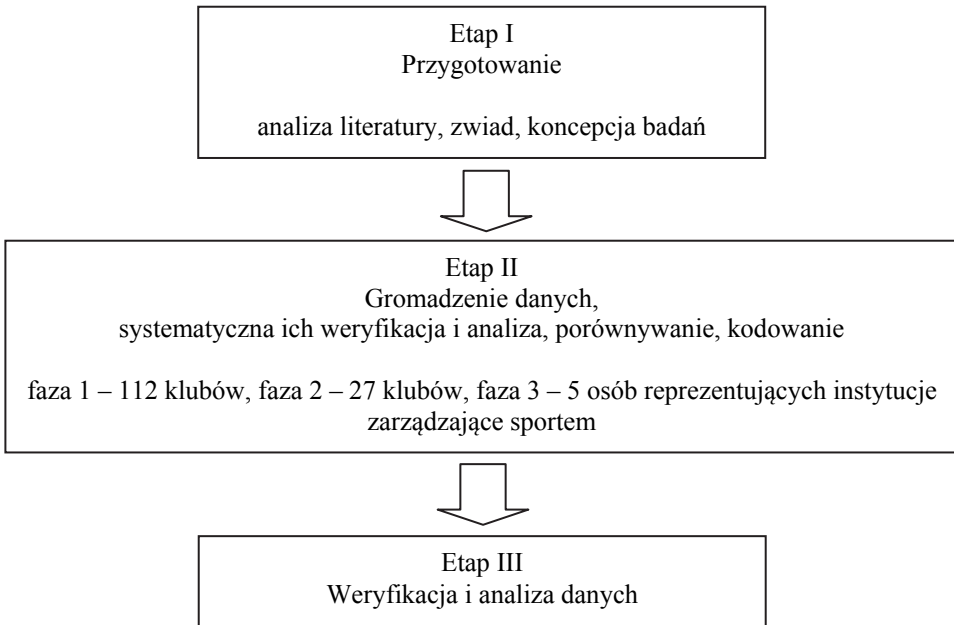 Etap I
Przygotowanie
analiza literatury, zwiad, koncepcja badań
Etap II
Gromadzenie danych,
systematyczna ich weryfikacja i analiza, porównywanie, kodowanie
faza 1 – 112 klubów, faza 2 – 27 klubów, faza 3 – 5 osób reprezentujących instytucje
zarządzające sportem
Etap III
Weryfikacja i analiza danych